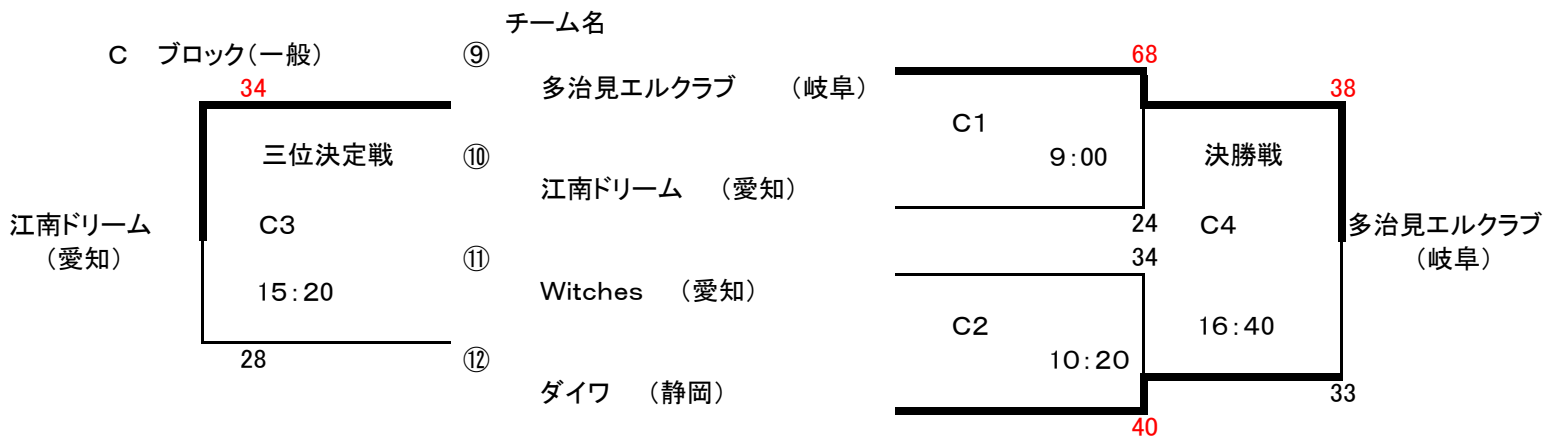 チーム名
C　ブロック（一般）
⑨
68
34
多治見エルクラブ　（岐阜）
38
C1
三位決定戦
⑩
9：00
決勝戦
江南ドリーム　（愛知）
江南ドリーム
（愛知）
C3
24
C4
多治見エルクラブ
（岐阜）
34
⑪
15：20
Witches　（愛知）
C2
16：40
28
⑫
10：20
ダイワ　（静岡）
33
40